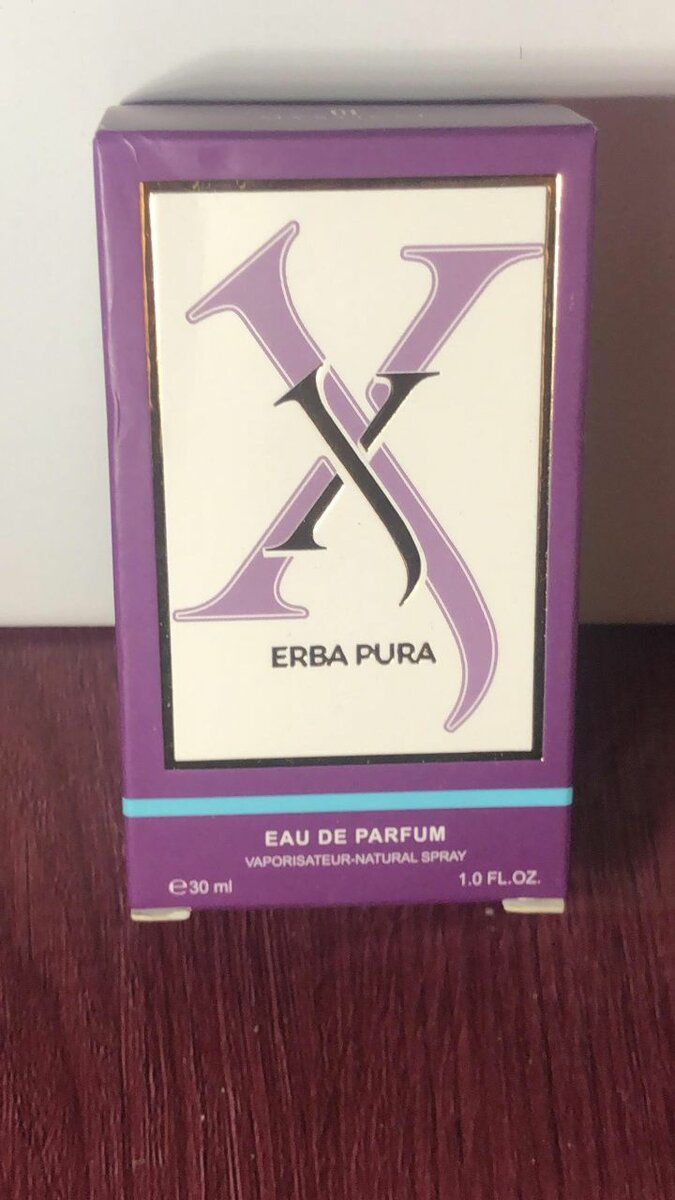 X
X
ERBA PURA
EAU DE PARFUM
VAPORISATEUR-NATURAL SPRAY
℮30 ml 1.0 FL.OZ.